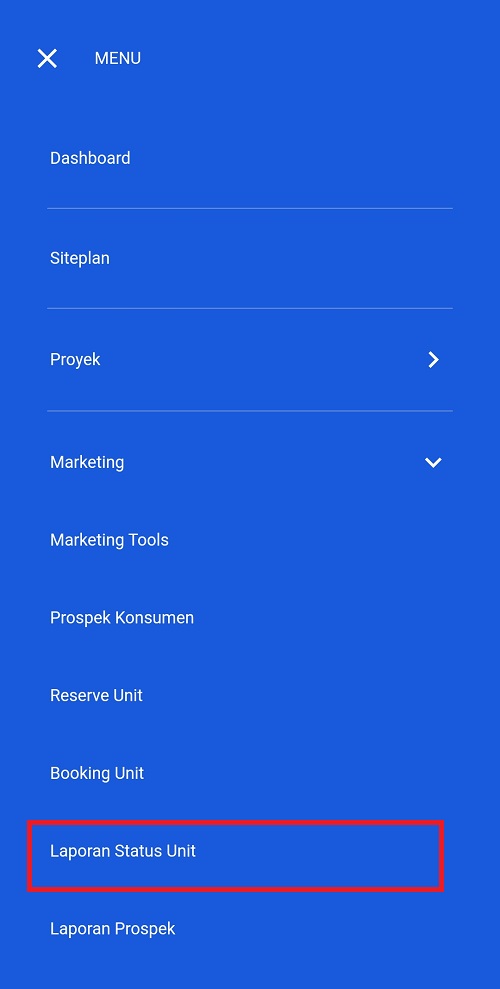 MENU
Dashboard
Siteplan
Proyek
Marketing
Marketing Tools
Prospek Konsumen
Reserve Unit
Booking Unit
Laporan Status Unit
Laporan Prospek